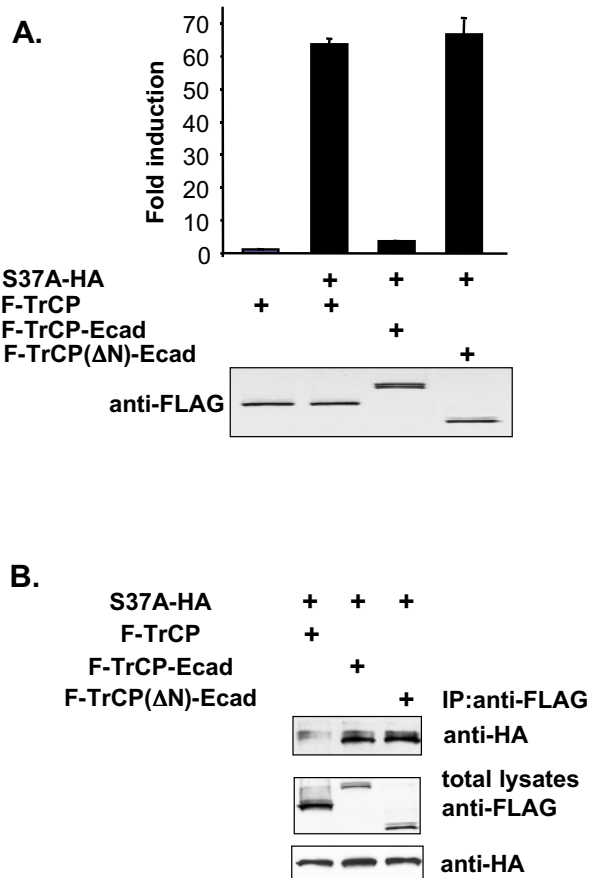 A.
Fold induction
70
60
50
40
30
20
10
0
S37A-HA + + +
F-TrCP + +
F-TrCP-Ecad +
F-TrCP(ΔN)-Ecad +
anti-FLAG
B.
S37A-HA + + +
F-TrCP +
F-TrCP-Ecad +
F-TrCP(ΔN)-Ecad + IP:anti-FLAG
anti-HA
total lysates
anti-FLAG
anti-HA